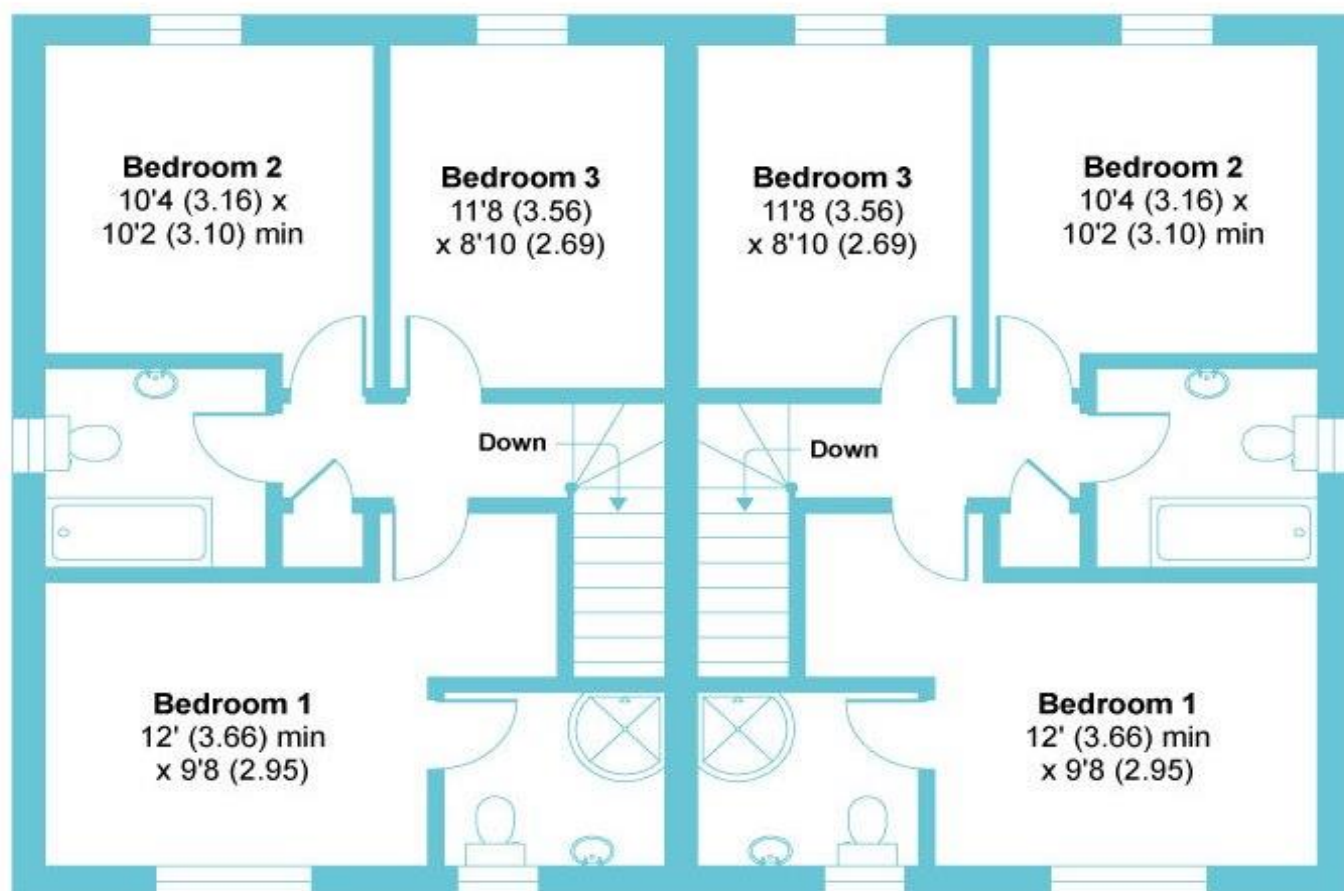 Bedroom 2
10'4 (3.16) x
10'2 (3.10) min
Bedroom 3
11'8 (3.56)
x 8'10 (2.69)
Bedroom 3
11'8 (3.56)
x 8'10 (2.69)
Bedroom 2
10'4 (3.16) x
10'2 (3.10) min
Down
Down
Bedroom 1
12' (3.66) min
x 9'8 (2.95)
Bedroom 1
12' (3.66) min
x 9'8 (2.95)